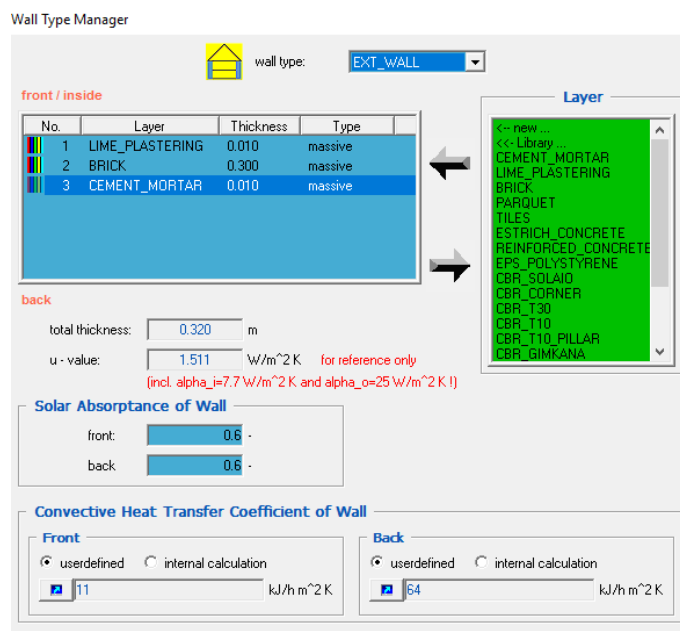 Wall Type Manager
wall type: EXT_WALL
front / inside
No. Layer Thickness Type
1 LIME_PLASTERING 0.010 massive
2 BRICK 0.300 massive
3 CEMENT_MORTAR 0.010 massive
Layer
<-- new ...
<<- Library ...
CEMENT_MORTAR
LIME_PLASTERING
BRICK
PARQUET
TILES
ESTRICH_CONCRETE
REINFORCED_CONCRETE
EPS_POLYSTYRENE
CBR_SOLAIO
CBR_CORNER
CBR_T30
CBR_T10
CBR_T10_PILLAR
CBR_GIMKANA
back
total thickness: 0.320 m
u - value: 1.511 W/m^2 K for reference only
(incl. alpha_i=7.7 W/m^2 K and alpha_o=25 W/m^2 K !)
Solar Absorptance of Wall
front: 0.6 -
back 0.6 -
Convective Heat Transfer Coefficient of Wall
Front
userdefined internal calculation
11 kJ/h m^2 K
Back
userdefined internal calculation
64 kJ/h m^2 K